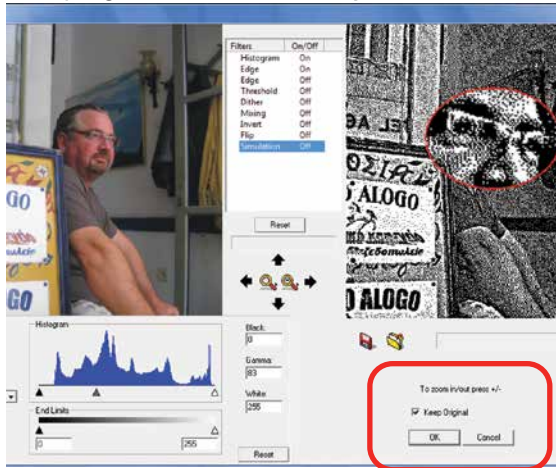 Filters: On/Off
Histogram On
Edge On
Edge Off
Threshold Off
Dither Off
Mixing Off
Invert Off
Flip Off
Simulation Off
Reset
GO
GO
ALOGO
ALOGO
Histogram
Black:
0
Gamma:
83
White:
255
End Limits
0
255
Reset
To zoom in/out press +/-
Keep Original
OK Cancel